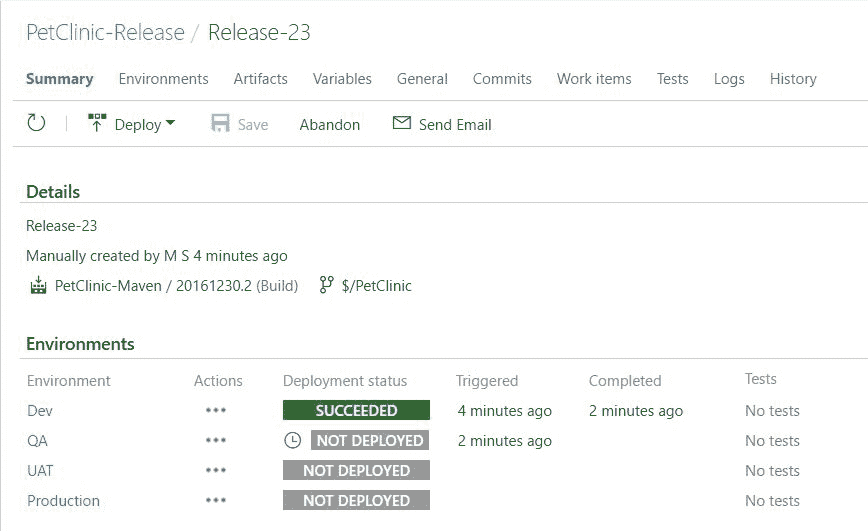 PetClinic-Release / Release-23
Summary Environments Artifacts Variables General Commits Work items Tests Logs History
Deploy Save Abandon Send Email
Details
Release-23
Manually created by M S 4 minutes ago
PetClinic-Maven / 20161230.2 (Build) $/PetClinic
Environments
Environment Actions Deployment status Triggered Completed Tests
Dev ••• SUCCEEDED 4 minutes ago 2 minutes ago No tests
QA ••• NOT DEPLOYED 2 minutes ago No tests
UAT ••• NOT DEPLOYED No tests
Production ••• NOT DEPLOYED No tests